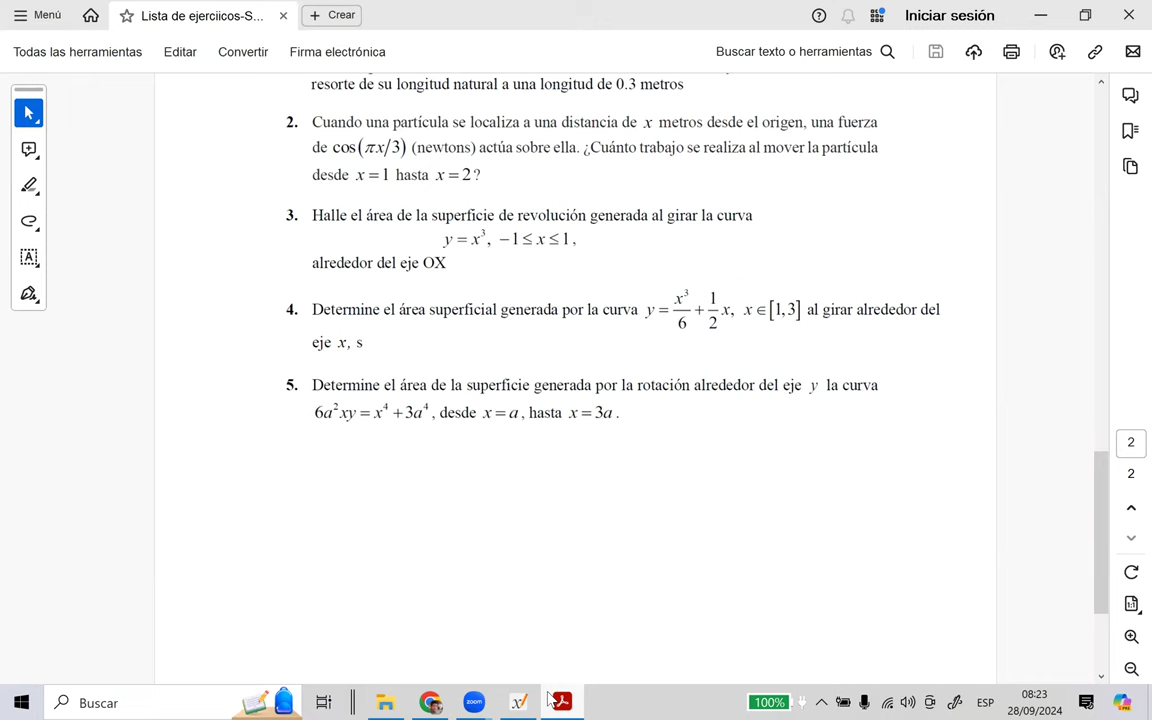 Menú
Lista de ejerciicos-S...
Crear
Iniciar sesión
Todas las herramientas
Editar
Convertir
Firma electrónica
Buscar texto o herramientas
resorte de su longitud natural a una longitud de 0.3 metros
2. Cuando una partícula se localiza a una distancia de x metros desde el origen, una fuerza
de cos(πx/3) (newtons) actúa sobre ella. ¿Cuánto trabajo se realiza al mover la partícula
desde x = 1 hasta x = 2?
3. Halle el área de la superficie de revolución generada al girar la curva
y = x³, −1 ≤ x ≤ 1,
alrededor del eje OX
4. Determine el área superficial generada por la curva y = x³/6 + 1/2 x, x ∈ [1,3] al girar alrededor del
eje x, s
5. Determine el área de la superficie generada por la rotación alrededor del eje y la curva
6a²xy = x⁴ + 3a⁴, desde x = a, hasta x = 3a.
2
2
Buscar
zoom
100%
ESP
08:23
28/09/2024